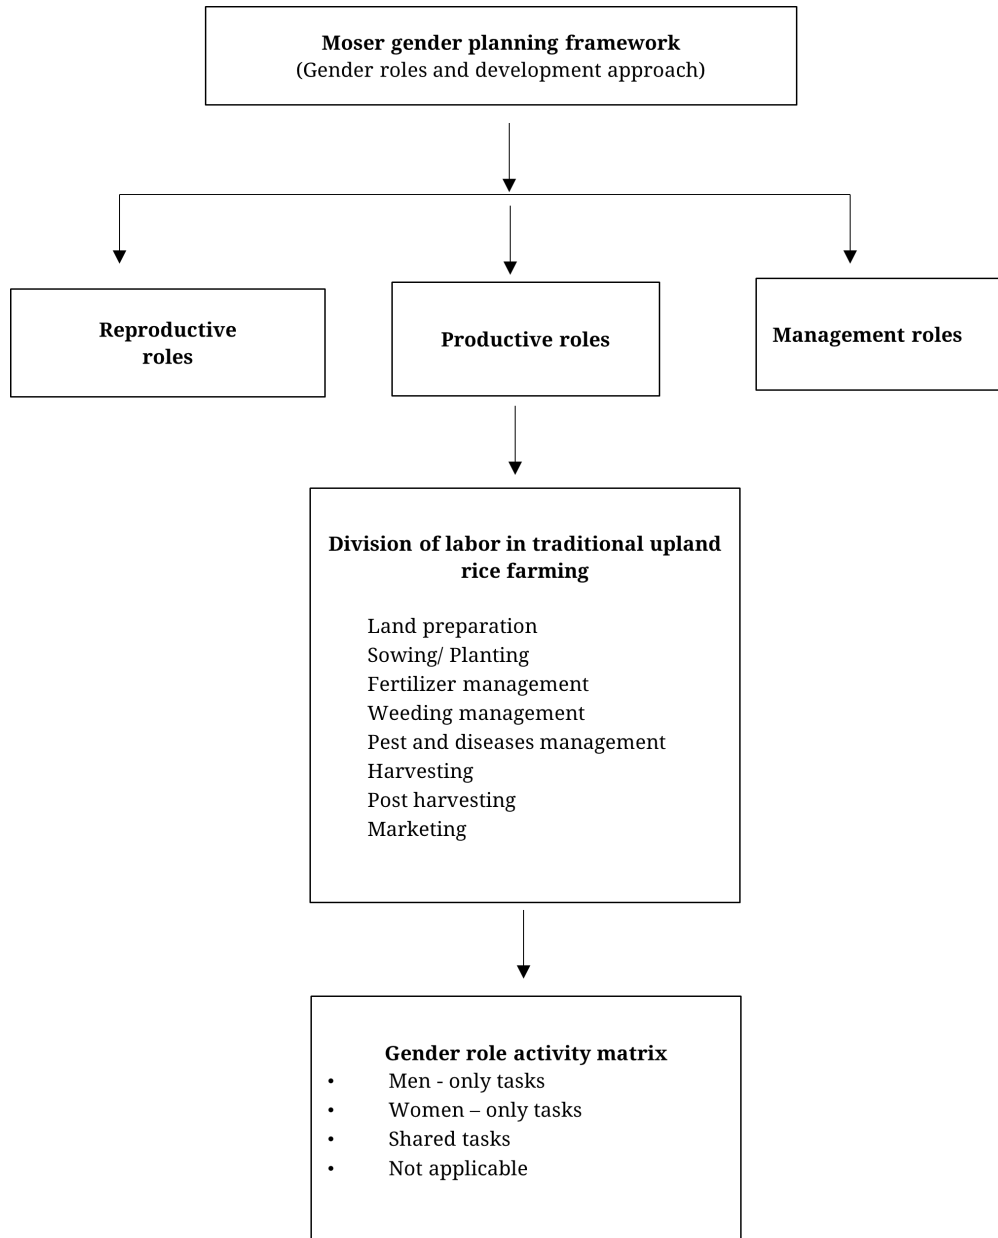 Moser gender planning framework
(Gender roles and development approach)
Reproductive
roles
Productive roles
Management roles
Division of labor in traditional upland
rice farming
Land preparation
Sowing/ Planting
Fertilizer management
Weeding management
Pest and diseases management
Harvesting
Post harvesting
Marketing
Gender role activity matrix
• Men - only tasks
• Women – only tasks
• Shared tasks
• Not applicable